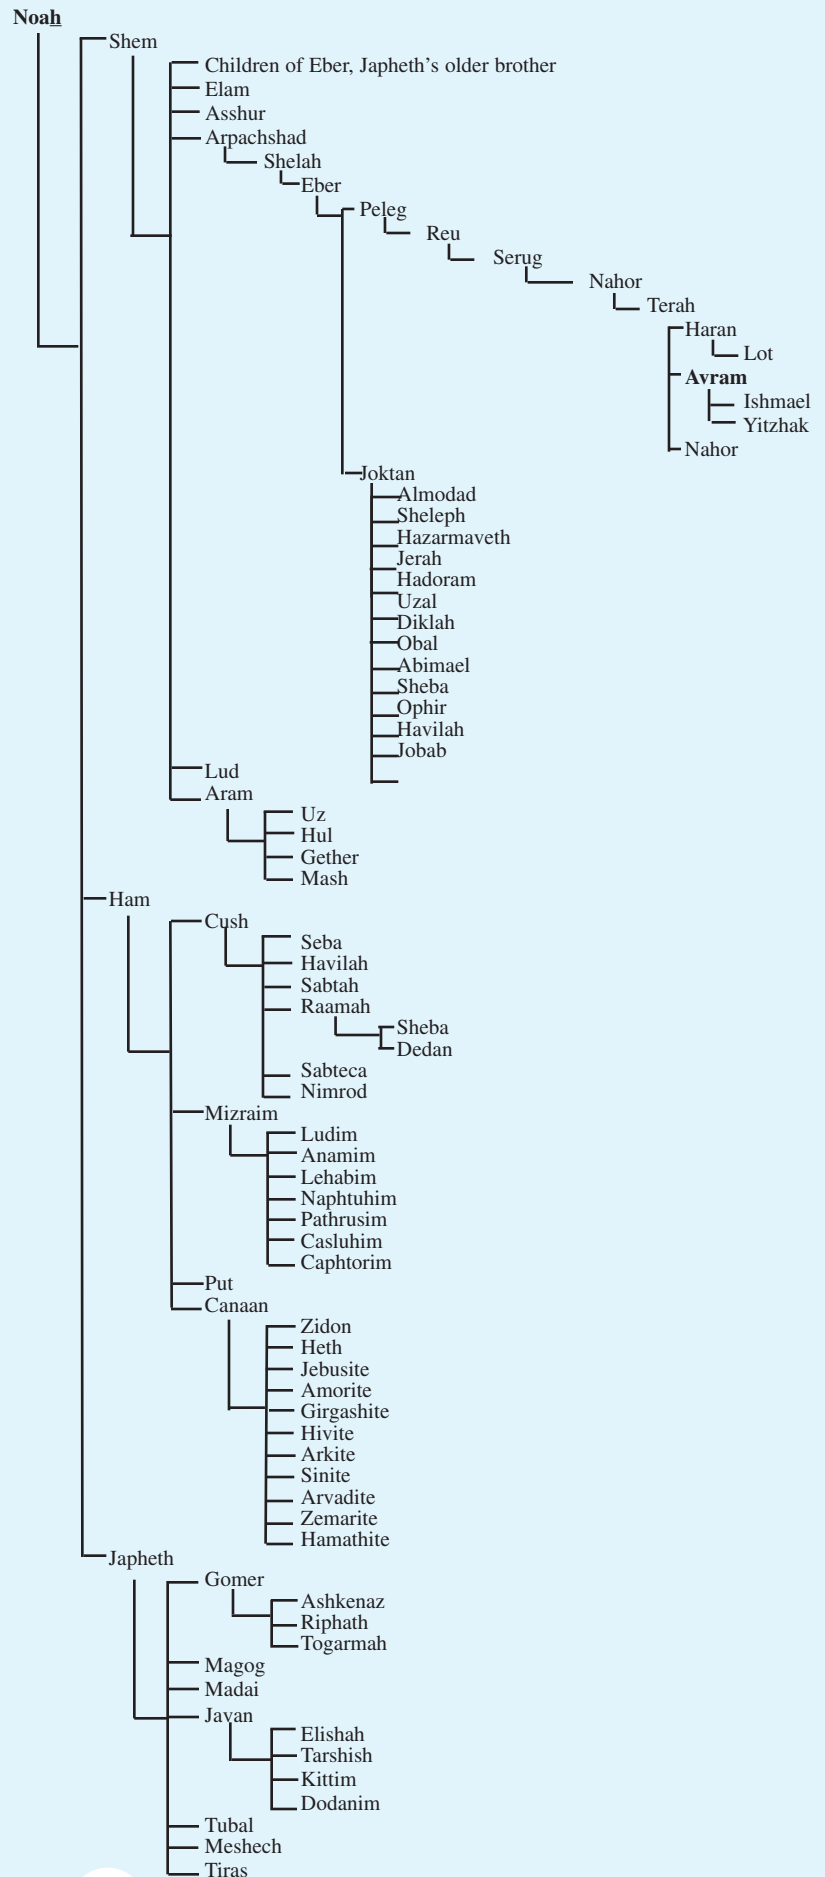 Noah
Shem
Children of Eber, Japheth’s older brother
Elam
Asshur
Arpachshad
Shelah
Eber
Peleg
Reu
Serug
Nahor
Terah
Haran
Lot
Avram
Ishmael
Yitzhak
Nahor
Joktan
Almodad
Sheleph
Hazarmaveth
Jerah
Hadoram
Uzal
Diklah
Obal
Abimael
Sheba
Ophir
Havilah
Jobab
Lud
Aram
Uz
Hul
Gether
Mash
Ham
Cush
Seba
Havilah
Sabtah
Raamah
Sheba
Dedan
Sabteca
Nimrod
Mizraim
Ludim
Anamim
Lehabim
Naphtuhim
Pathrusim
Casluhim
Caphtorim
Put
Canaan
Zidon
Heth
Jebusite
Amorite
Girgashite
Hivite
Arkite
Sinite
Arvadite
Zemarite
Hamathite
Japheth
Gomer
Ashkenaz
Riphath
Togarmah
Magog
Madai
Javan
Elishah
Tarshish
Kittim
Dodanim
Tubal
Meshech
Tiras